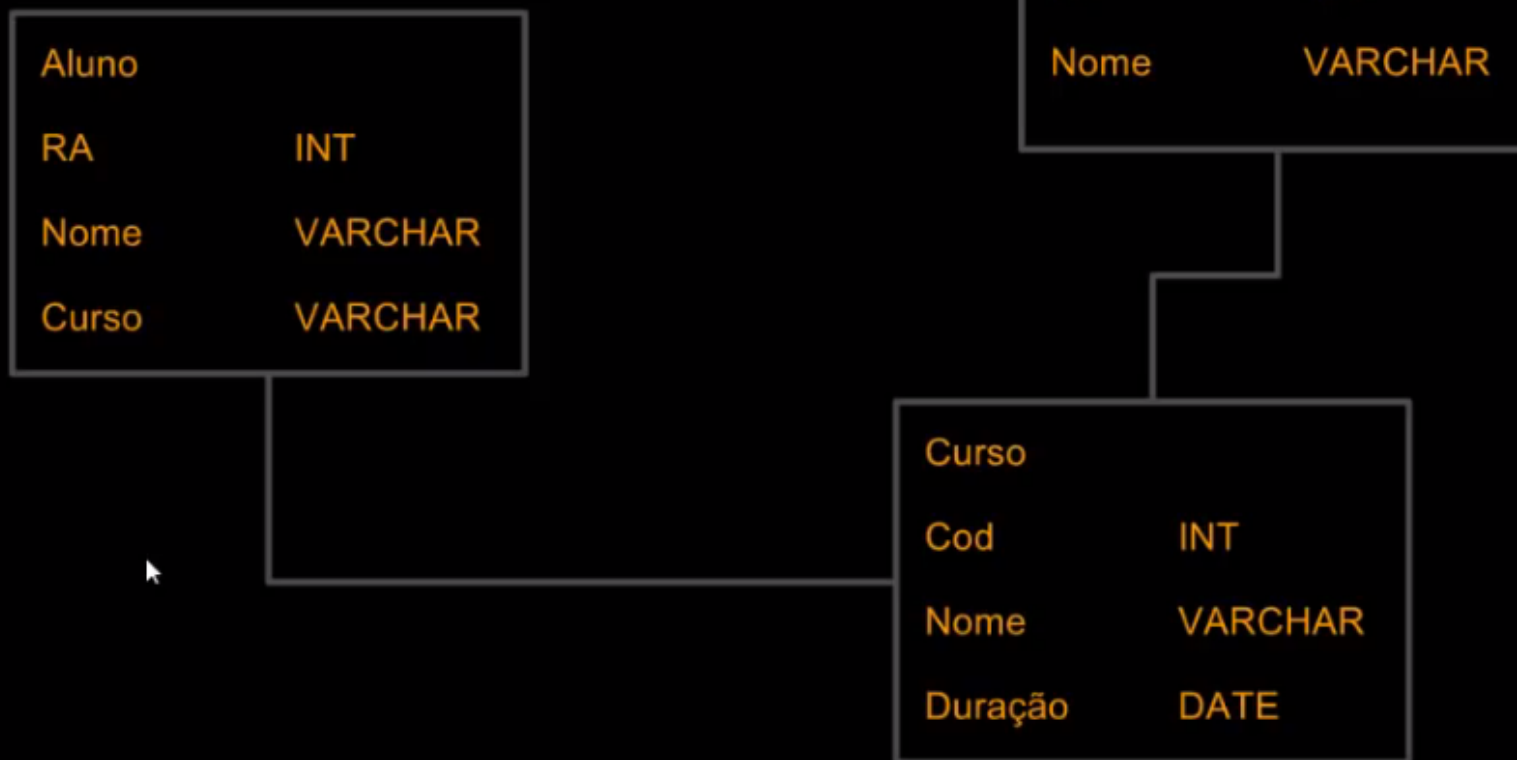 Aluno
RA INT
Nome VARCHAR
Curso VARCHAR
Nome VARCHAR
Curso
Cod INT
Nome VARCHAR
Duração DATE